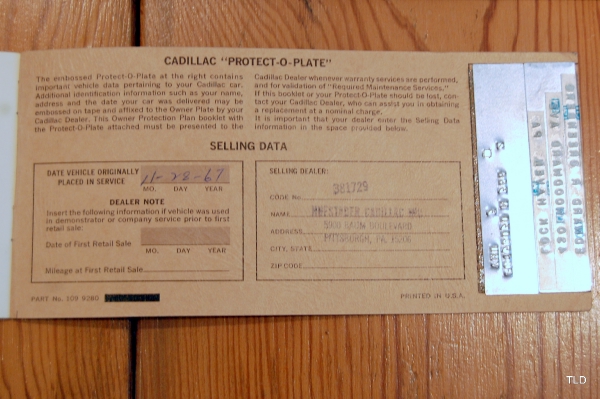 CADILLAC "PROTECT-O-PLATE"
The embossed Protect-O-Plate at the right contains
important vehicle data pertaining to your Cadillac car.
Additional identification information such as your name,
address and the date your car was delivered may be
embossed on tape and affixed to the Owner Plate by your
Cadillac Dealer. This Owner Protection Plan booklet with
the Protect-O-Plate attached must be presented to the
Cadillac Dealer whenever warranty services are performed,
and for validation of "Required Maintenance Services."
If this booklet or your Protect-O-Plate should be lost, con-
tact your Cadillac Dealer, who can assist you in obtaining
a replacement at a nominal charge.
It is important that your dealer enter the Selling Data
information in the space provided below.
SELLING DATA
DATE VEHICLE ORIGINALLY
PLACED IN SERVICE 11-28-67
MO. DAY YEAR
DEALER NOTE
Insert the following information if vehicle was used
in demonstrator or company service prior to first
retail sale:
Date of First Retail Sale
MO. DAY YEAR
Mileage at First Retail Sale
SELLING DEALER:
CODE No. 381729
NAME CADILLAC
ADDRESS BAUM BOULEVARD
CITY, STATE PITTSBURGH, PA
ZIP CODE
PART No. 109 9280
PRINTED IN U.S.A.
TLD